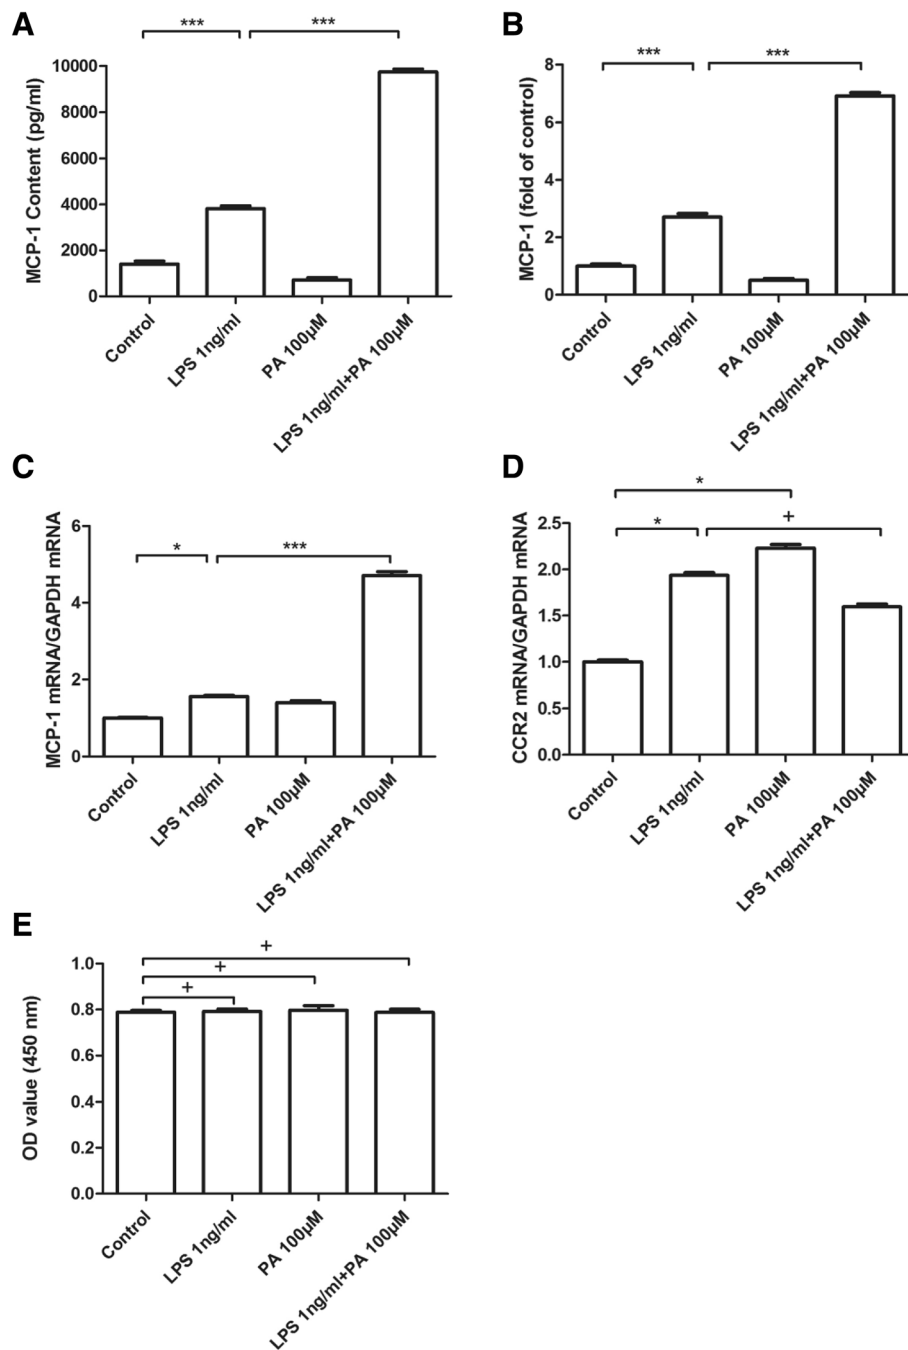 A
***
***
MCP-1 Content (pg/ml)
10000
8000
6000
4000
2000
0
Control
LPS 1ng/ml
PA 100µM
LPS 1ng/ml+PA 100µM
B
***
***
MCP-1 (fold of control)
8
6
4
2
0
Control
LPS 1ng/ml
PA 100µM
LPS 1ng/ml+PA 100µM
C
*
***
MCP-1 mRNA/GAPDH mRNA
6
4
2
0
Control
LPS 1ng/ml
PA 100µM
LPS 1ng/ml+PA 100µM
D
*
*
+
CCR2 mRNA/GAPDH mRNA
2.5
2.0
1.5
1.0
0.5
0.0
Control
LPS 1ng/ml
PA 100µM
LPS 1ng/ml+PA 100µM
E
+
+
+
OD value (450 nm)
1.0
0.8
0.6
0.4
0.2
0.0
Control
LPS 1ng/ml
PA 100µM
LPS 1ng/ml+PA 100µM